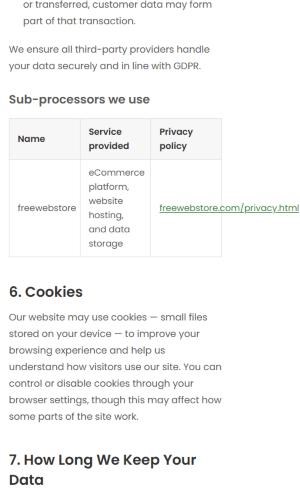 or transferred, customer data may form
part of that transaction.
We ensure all third-party providers handle
your data securely and in line with GDPR.
Sub-processors we use
Name
Service
provided
Privacy
policy
freewebstore
eCommerce
platform,
website
hosting,
and data
storage
freewebstore.com/privacy.html
6. Cookies
Our website may use cookies — small files
stored on your device — to improve your
browsing experience and help us
understand how visitors use our site. You can
control or disable cookies through your
browser settings, though this may affect how
some parts of the site work.
7. How Long We Keep Your
Data